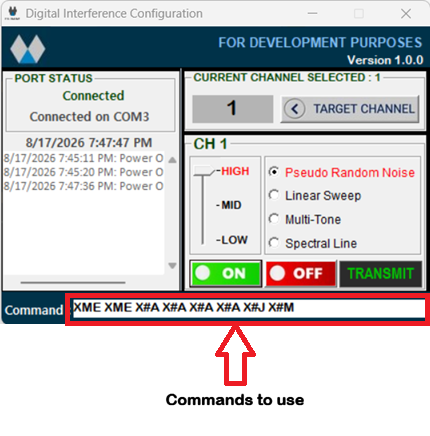 Digital Interference Configuration
FOR DEVELOPMENT PURPOSES
Version 1.0.0
PORT STATUS
Connected
Connected on COM3
8/17/2026 7:47:47 PM
8/17/2026 7:45:11 PM: Power O
8/17/2026 7:45:20 PM: Power O
8/17/2026 7:47:36 PM: Power O
CURRENT CHANNEL SELECTED : 1
1
TARGET CHANNEL
CH 1
-HIGH
-MID
-LOW
Pseudo Random Noise
Linear Sweep
Multi-Tone
Spectral Line
ON
OFF
TRANSMIT
Command XME XME X#A X#A X#A X#A X#J X#M
Commands to use